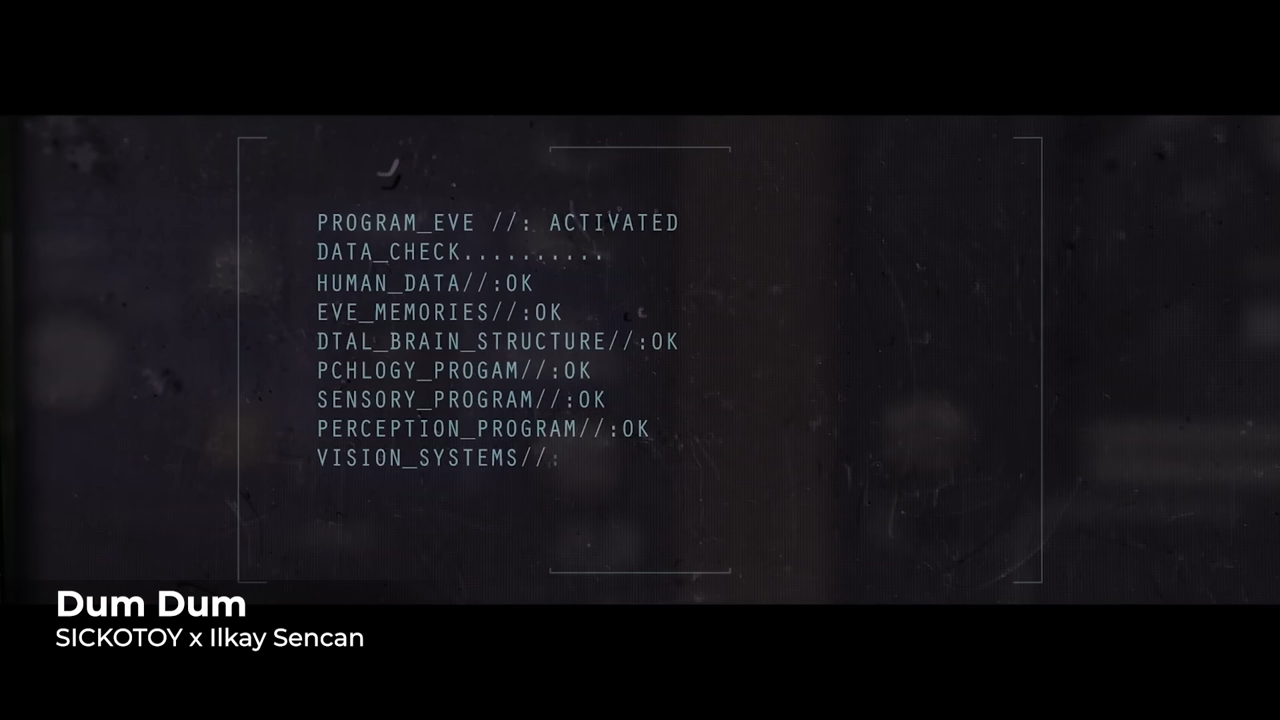 PROGRAM_EVE //: ACTIVATED
DATA_CHECK..........
HUMAN_DATA//:OK
EVE_MEMORIES//:OK
DTAL_BRAIN_STRUCTURE//:OK
PCHLOGY_PROGAM//:OK
SENSORY_PROGRAM//:OK
PERCEPTION_PROGRAM//:OK
VISION_SYSTEMS//:
Dum Dum
SICKOTOY x Ilkay Sencan